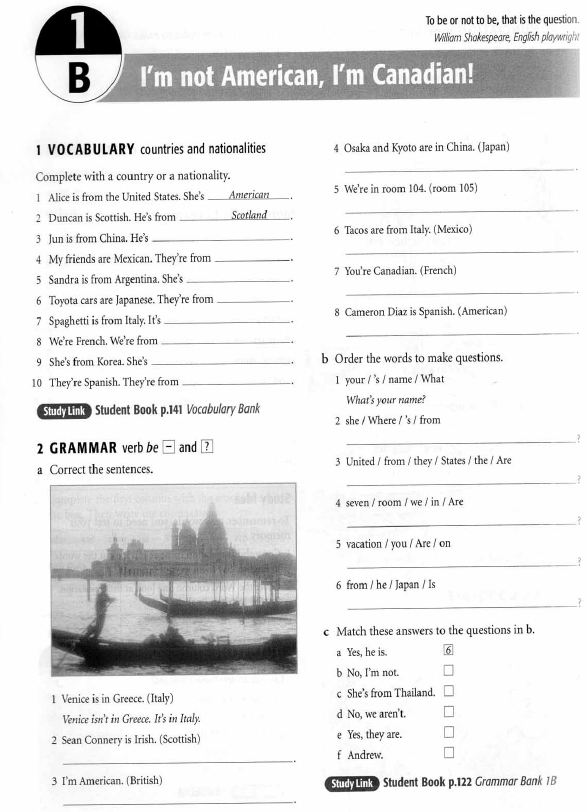 1
B
To be or not to be, that is the question.
William Shakespeare, English playwright
I'm not American, I'm Canadian!
1 VOCABULARY countries and nationalities
Complete with a country or a nationality.
1 Alice is from the United States. She's American.
2 Duncan is Scottish. He's from Scotland.
3 Jun is from China. He's ______.
4 My friends are Mexican. They're from ______.
5 Sandra is from Argentina. She's ______.
6 Toyota cars are Japanese. They're from ______.
7 Spaghetti is from Italy. It's ______.
8 We're French. We're from ______.
9 She's from Korea. She's ______.
10 They're Spanish. They're from ______.
Study Link Student Book p.141 Vocabulary Bank
2 GRAMMAR verb be – and ?
a Correct the sentences.
1 Venice is in Greece. (Italy)
Venice isn't in Greece. It's in Italy.
2 Sean Connery is Irish. (Scottish)
3 I'm American. (British)
4 Osaka and Kyoto are in China. (Japan)
5 We're in room 104. (room 105)
6 Tacos are from Italy. (Mexico)
7 You're Canadian. (French)
8 Cameron Diaz is Spanish. (American)
b Order the words to make questions.
1 your / 's / name / What
What's your name?
2 she / Where / 's / from
?
3 United / from / they / States / the / Are
?
4 seven / room / we / in / Are
?
5 vacation / you / Are / on
?
6 from / he / Japan / Is
?
c Match these answers to the questions in b.
a Yes, he is. 6
b No, I'm not.
c She's from Thailand.
d No, we aren't.
e Yes, they are.
f Andrew.
Study Link Student Book p.122 Grammar Bank 1B